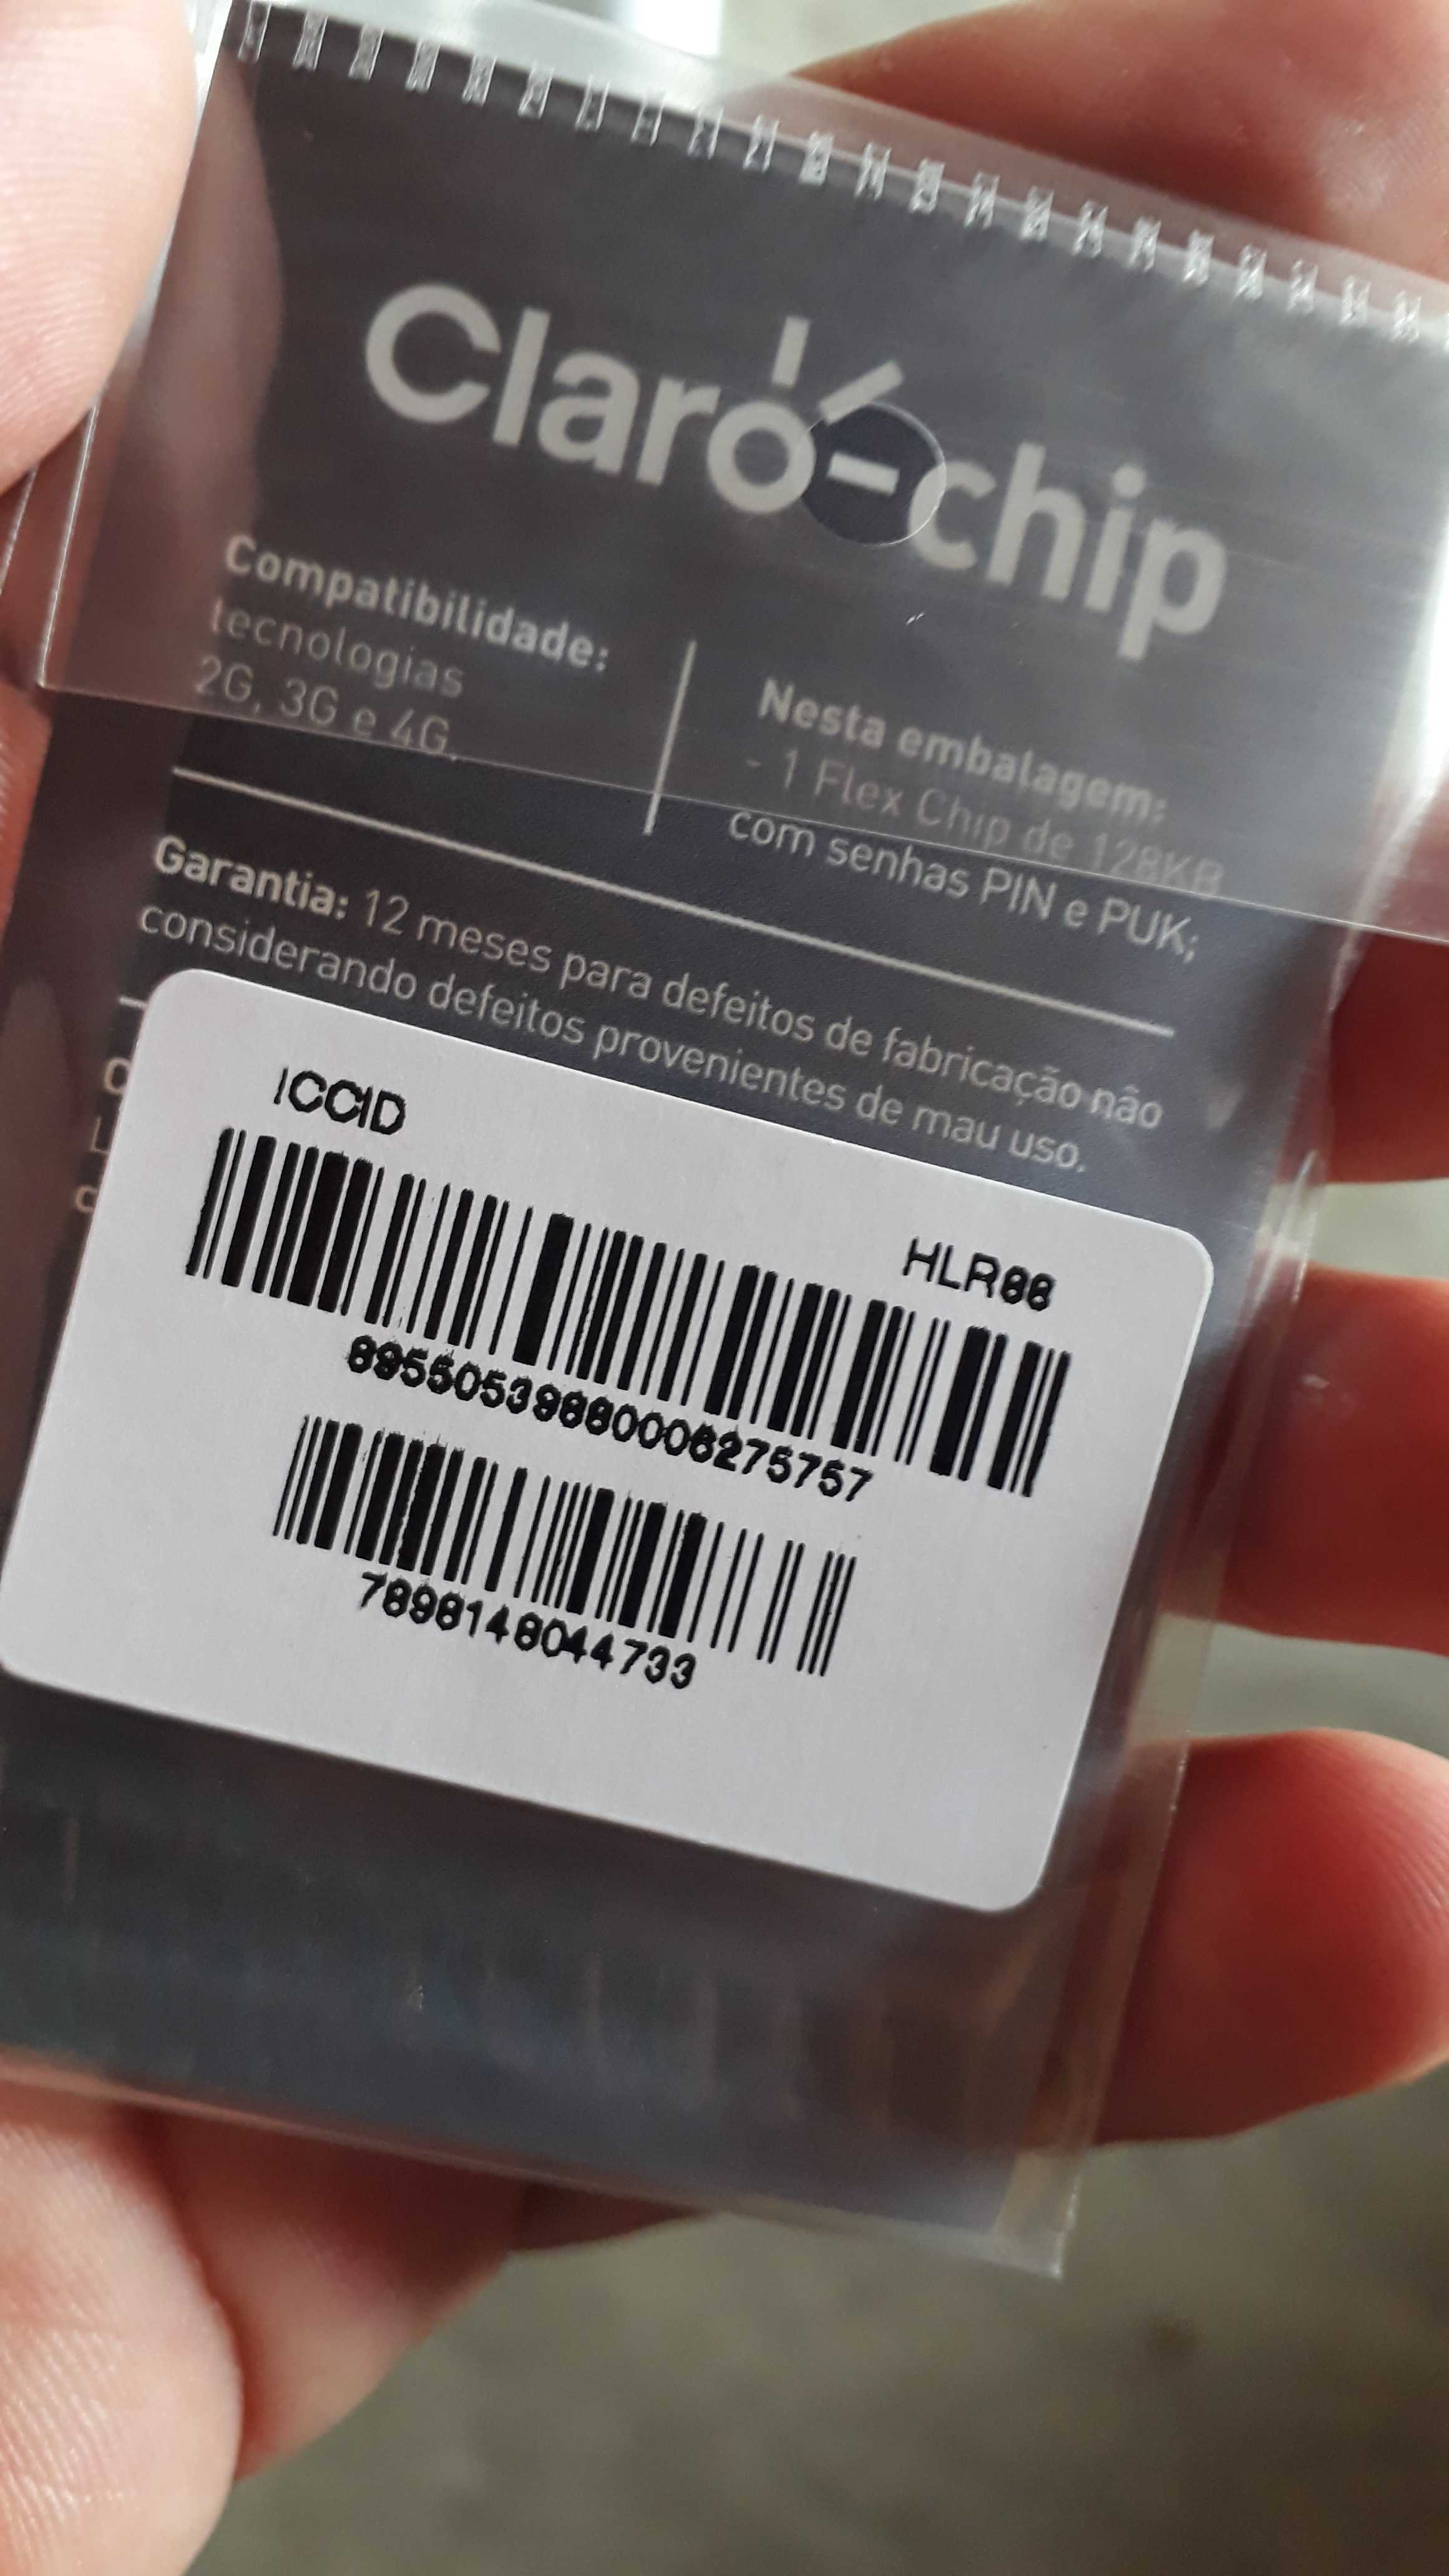 Claro-chip
Compatibilidade:
tecnologias
2G, 3G e 4G.
Nesta embalagem:
- 1 Flex Chip de 128KB
com senhas PIN e PUK;
Garantia: 12 meses para defeitos de fabricação não
considerando defeitos provenientes de mau uso.
ICCID
HLR88
89550539880006275757
7898148044733